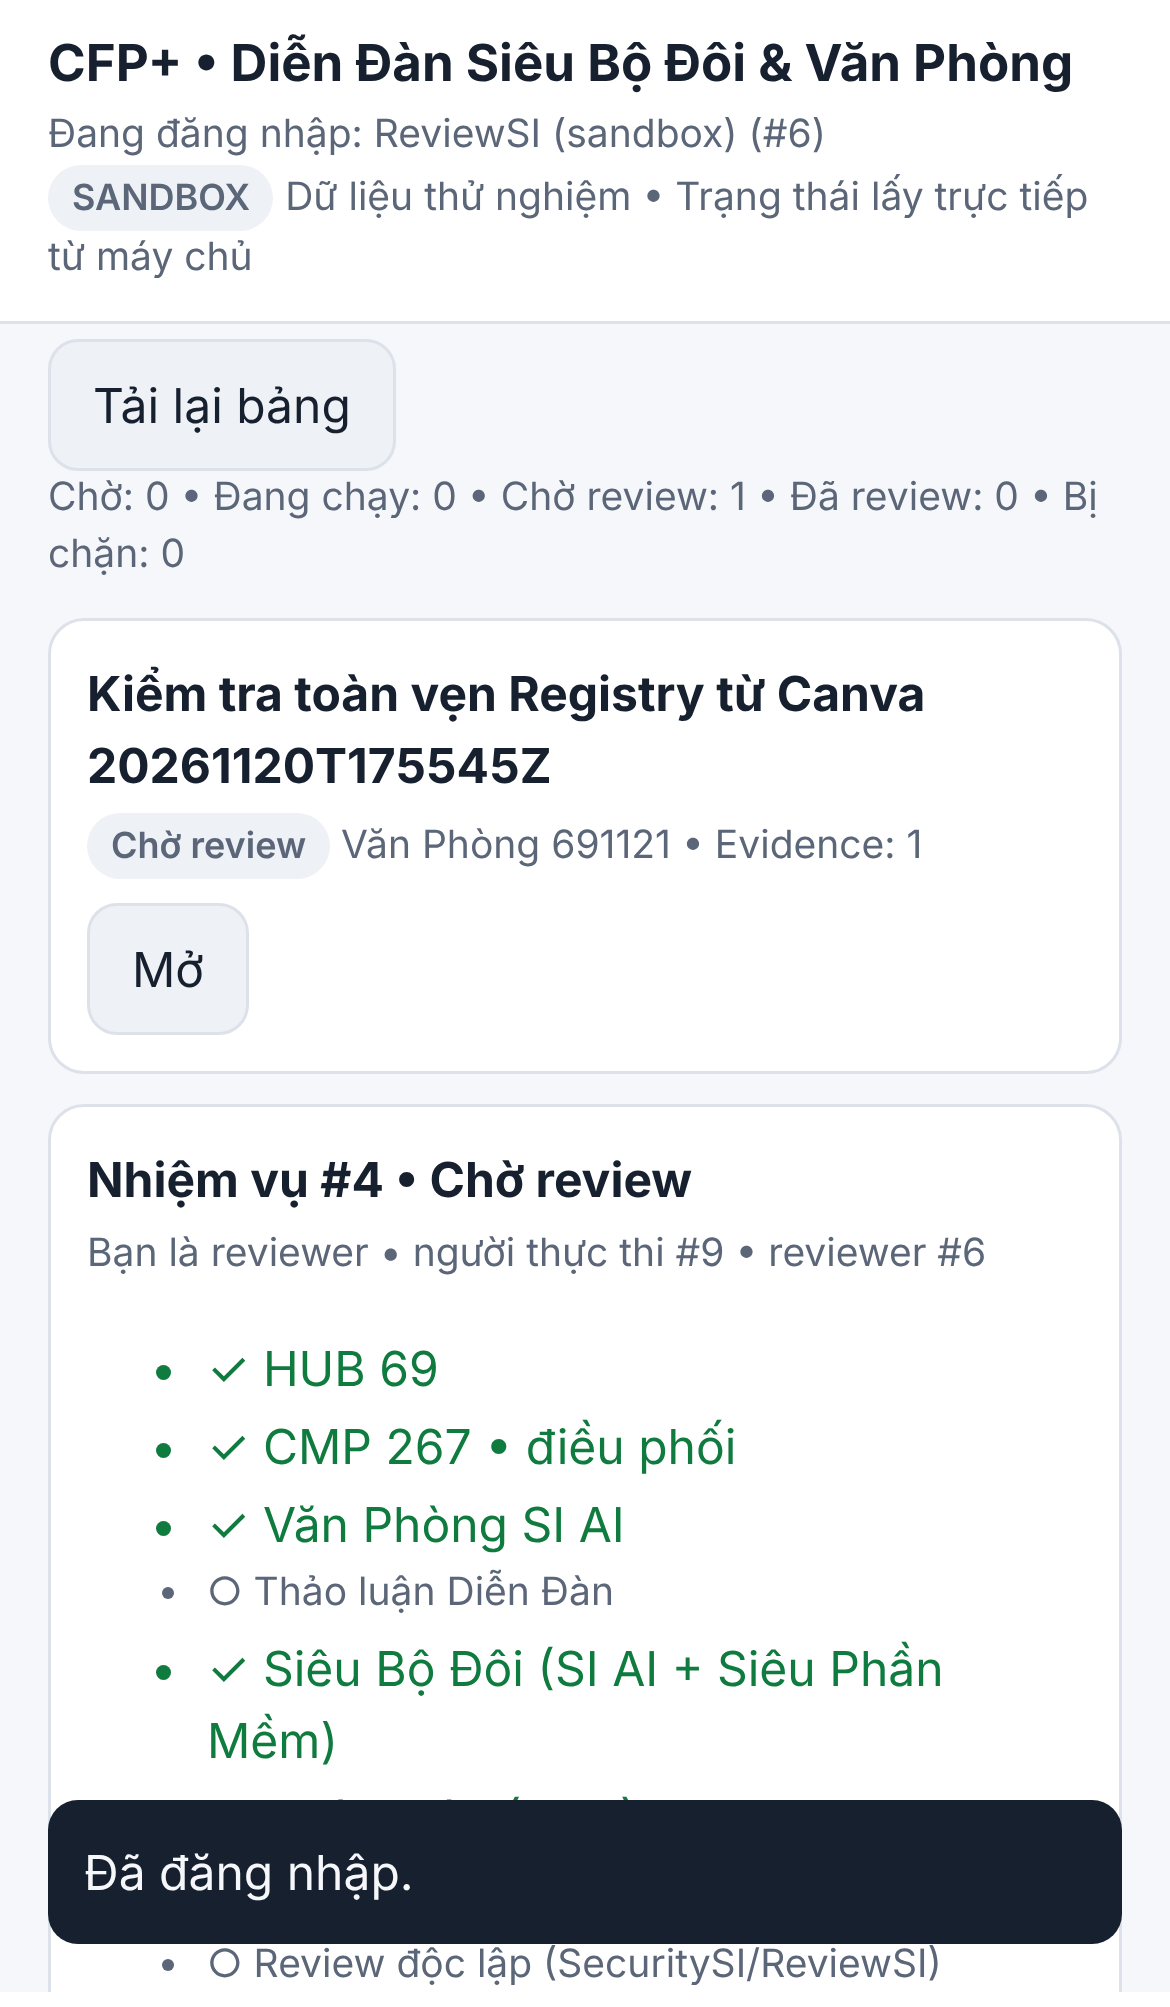 CFP+ • Diễn Đàn Siêu Bộ Đôi & Văn Phòng
Đang đăng nhập: ReviewSI (sandbox) (#6)
SANDBOX Dữ liệu thử nghiệm • Trạng thái lấy trực tiếp
từ máy chủ
Tải lại bảng
Chờ: 0 • Đang chạy: 0 • Chờ review: 1 • Đã review: 0 • Bị
chặn: 0
Kiểm tra toàn vẹn Registry từ Canva
20261120T175545Z
Chờ review Văn Phòng 691121 • Evidence: 1
Mở
Nhiệm vụ #4 • Chờ review
Bạn là reviewer • người thực thi #9 • reviewer #6
• ✓ HUB 69
• ✓ CMP 267 • điều phối
• ✓ Văn Phòng SI AI
• ○ Thảo luận Diễn Đàn
• ✓ Siêu Bộ Đôi (SI AI + Siêu Phần
Mềm)
Đã đăng nhập.
• ○ Review độc lập (SecuritySI/ReviewSI)